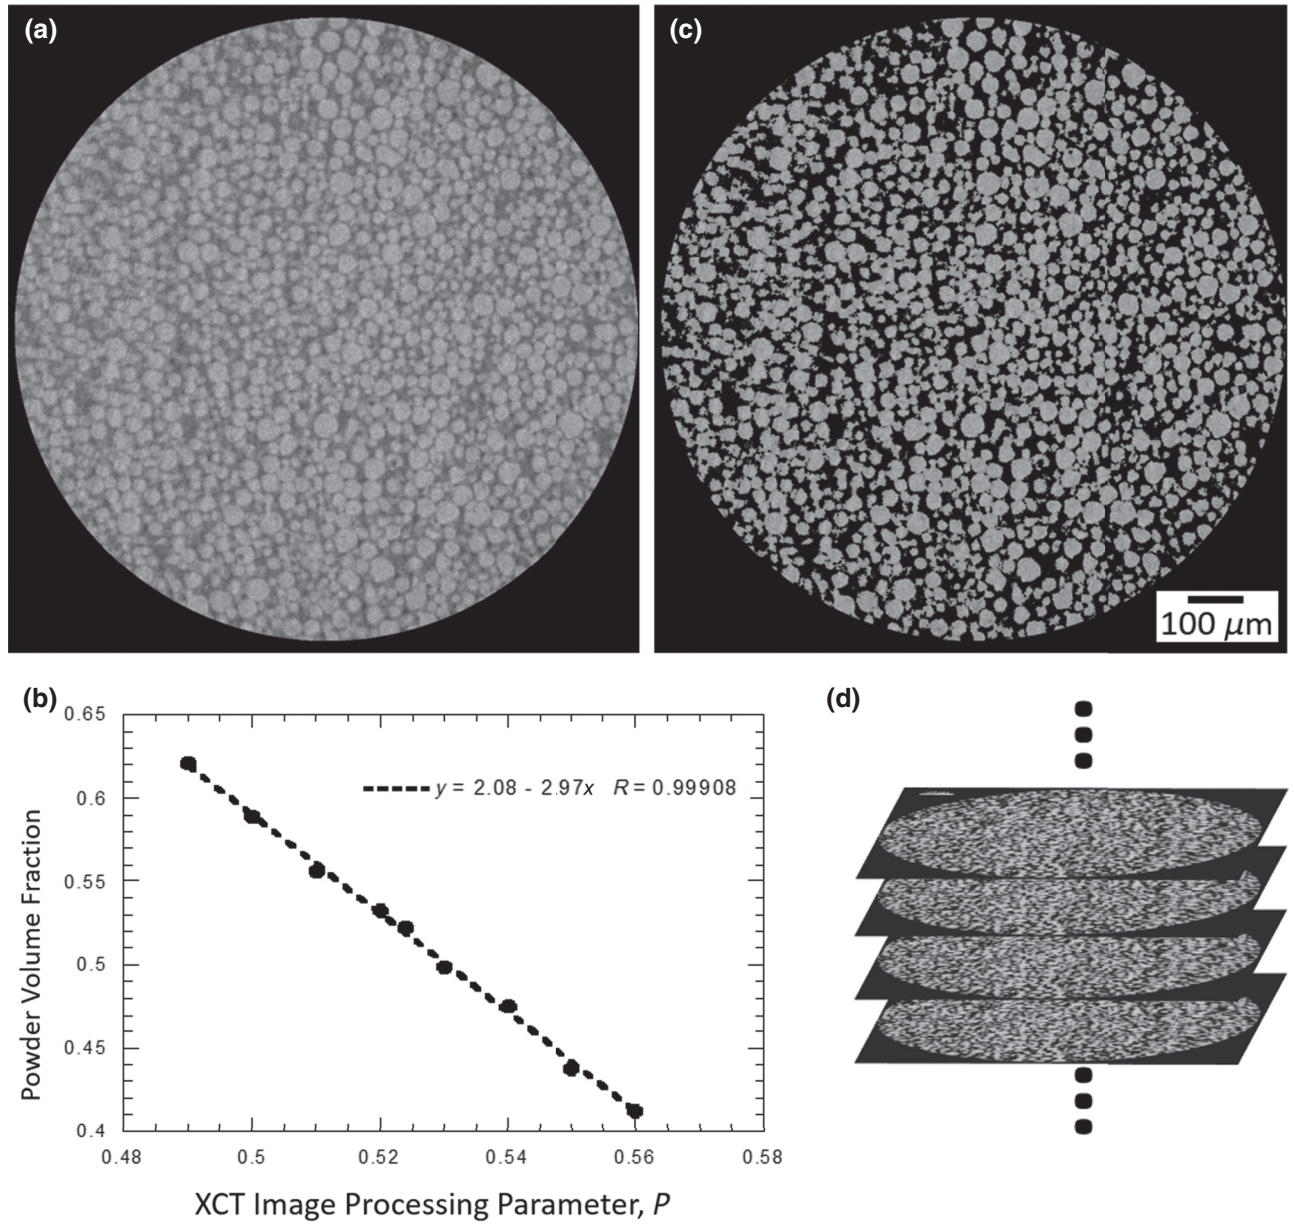 (a)
(c)
100 μm
(b)
(d)
0.65
0.6
0.55
0.5
0.45
0.4
Powder Volume Fraction
y = 2.08 - 2.97x R = 0.99908
0.48 0.5 0.52 0.54 0.56 0.58
XCT Image Processing Parameter, P